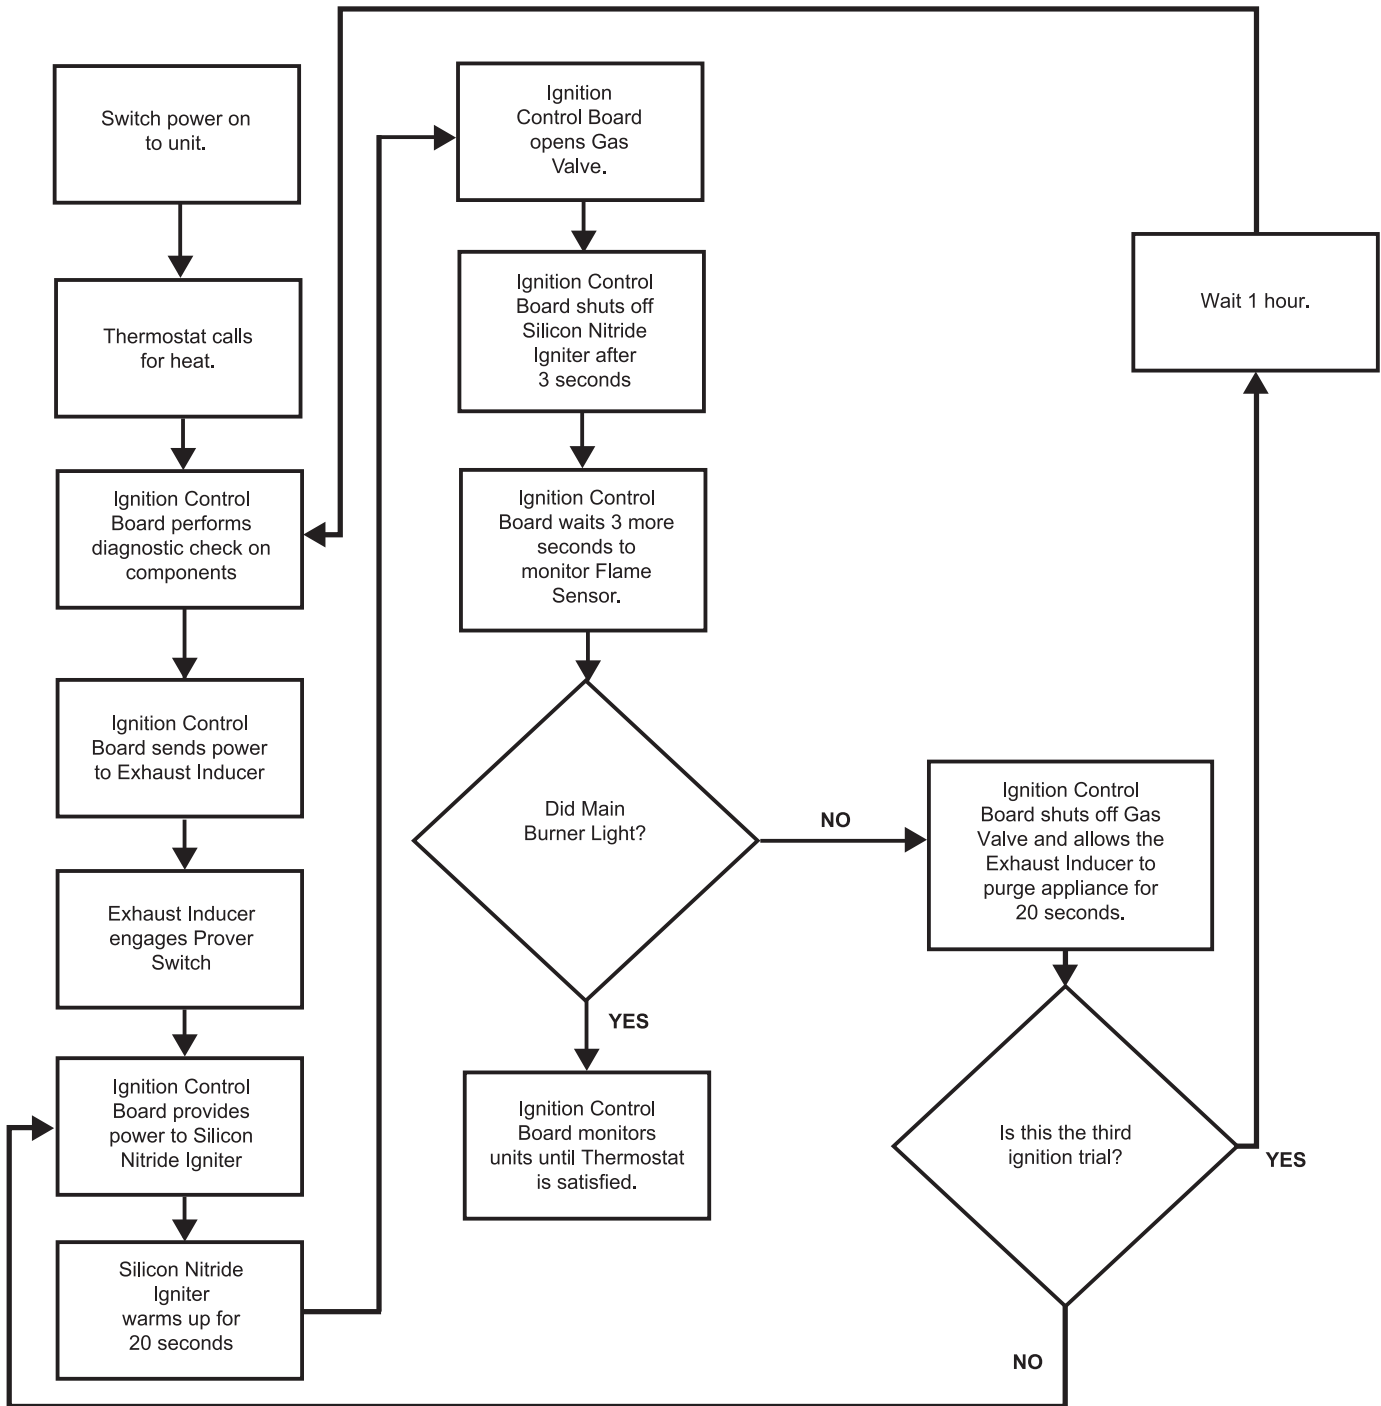 Switch power on
to unit.
Thermostat calls
for heat.
Ignition Control
Board performs
diagnostic check on
components
Ignition Control
Board sends power
to Exhaust Inducer
Exhaust Inducer
engages Prover
Switch
Ignition Control
Board provides
power to Silicon
Nitride Igniter
Silicon Nitride
Igniter
warms up for
20 seconds
Ignition
Control Board
opens Gas
Valve.
Ignition Control
Board shuts off
Silicon Nitride
Igniter after
3 seconds
Ignition Control
Board waits 3 more
seconds to
monitor Flame
Sensor.
Did Main
Burner Light?
YES
Ignition Control
Board monitors
units until Thermostat
is satisfied.
NO
Ignition Control
Board shuts off Gas
Valve and allows the
Exhaust Inducer to
purge appliance for
20 seconds.
Is this the third
ignition trial?
NO
YES
Wait 1 hour.